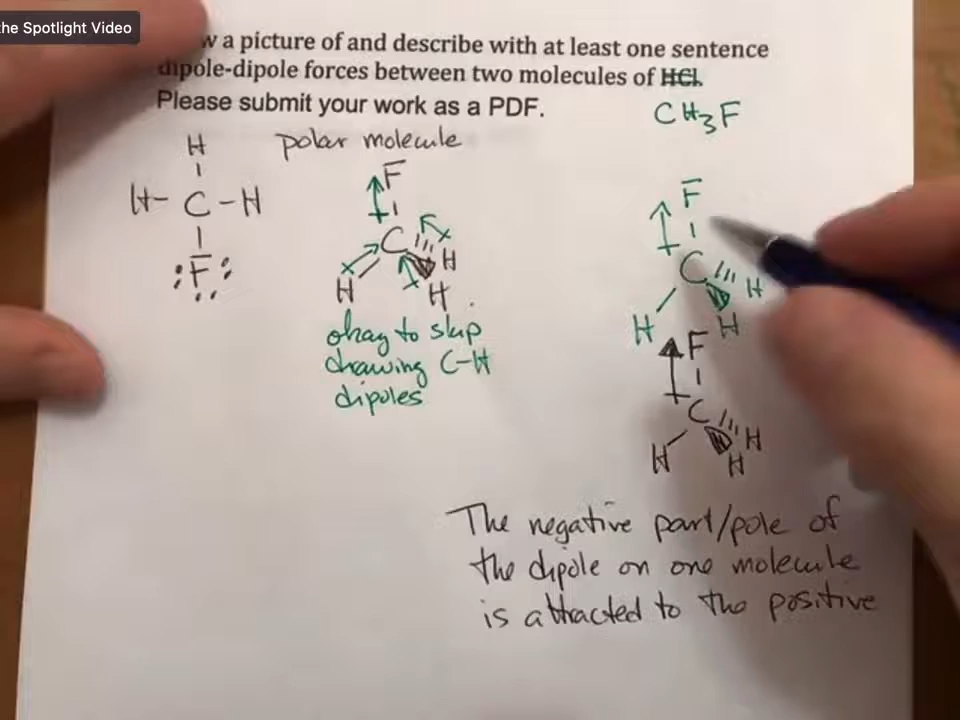 the Spotlight Video
w a picture of and describe with at least one sentence
dipole-dipole forces between two molecules of HCl.
Please submit your work as a PDF.
CH3F
polar molecule
H
H- C -H
:F:
F
C
H
H
H
okay to skip
drawing C-H
dipoles
F
C
H
H
H
F
C
H
H
H
The negative part/pole of
the dipole on one molecule
is attracted to the positive